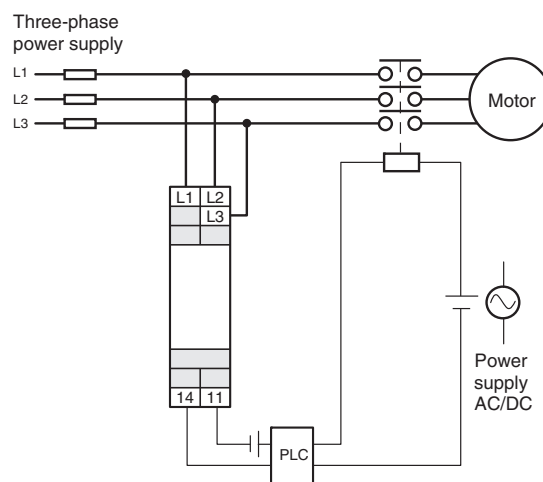 Three-phase
power supply
L1
L2
L3
Motor
L1 L2
L3
Power
supply
AC/DC
14 11
PLC